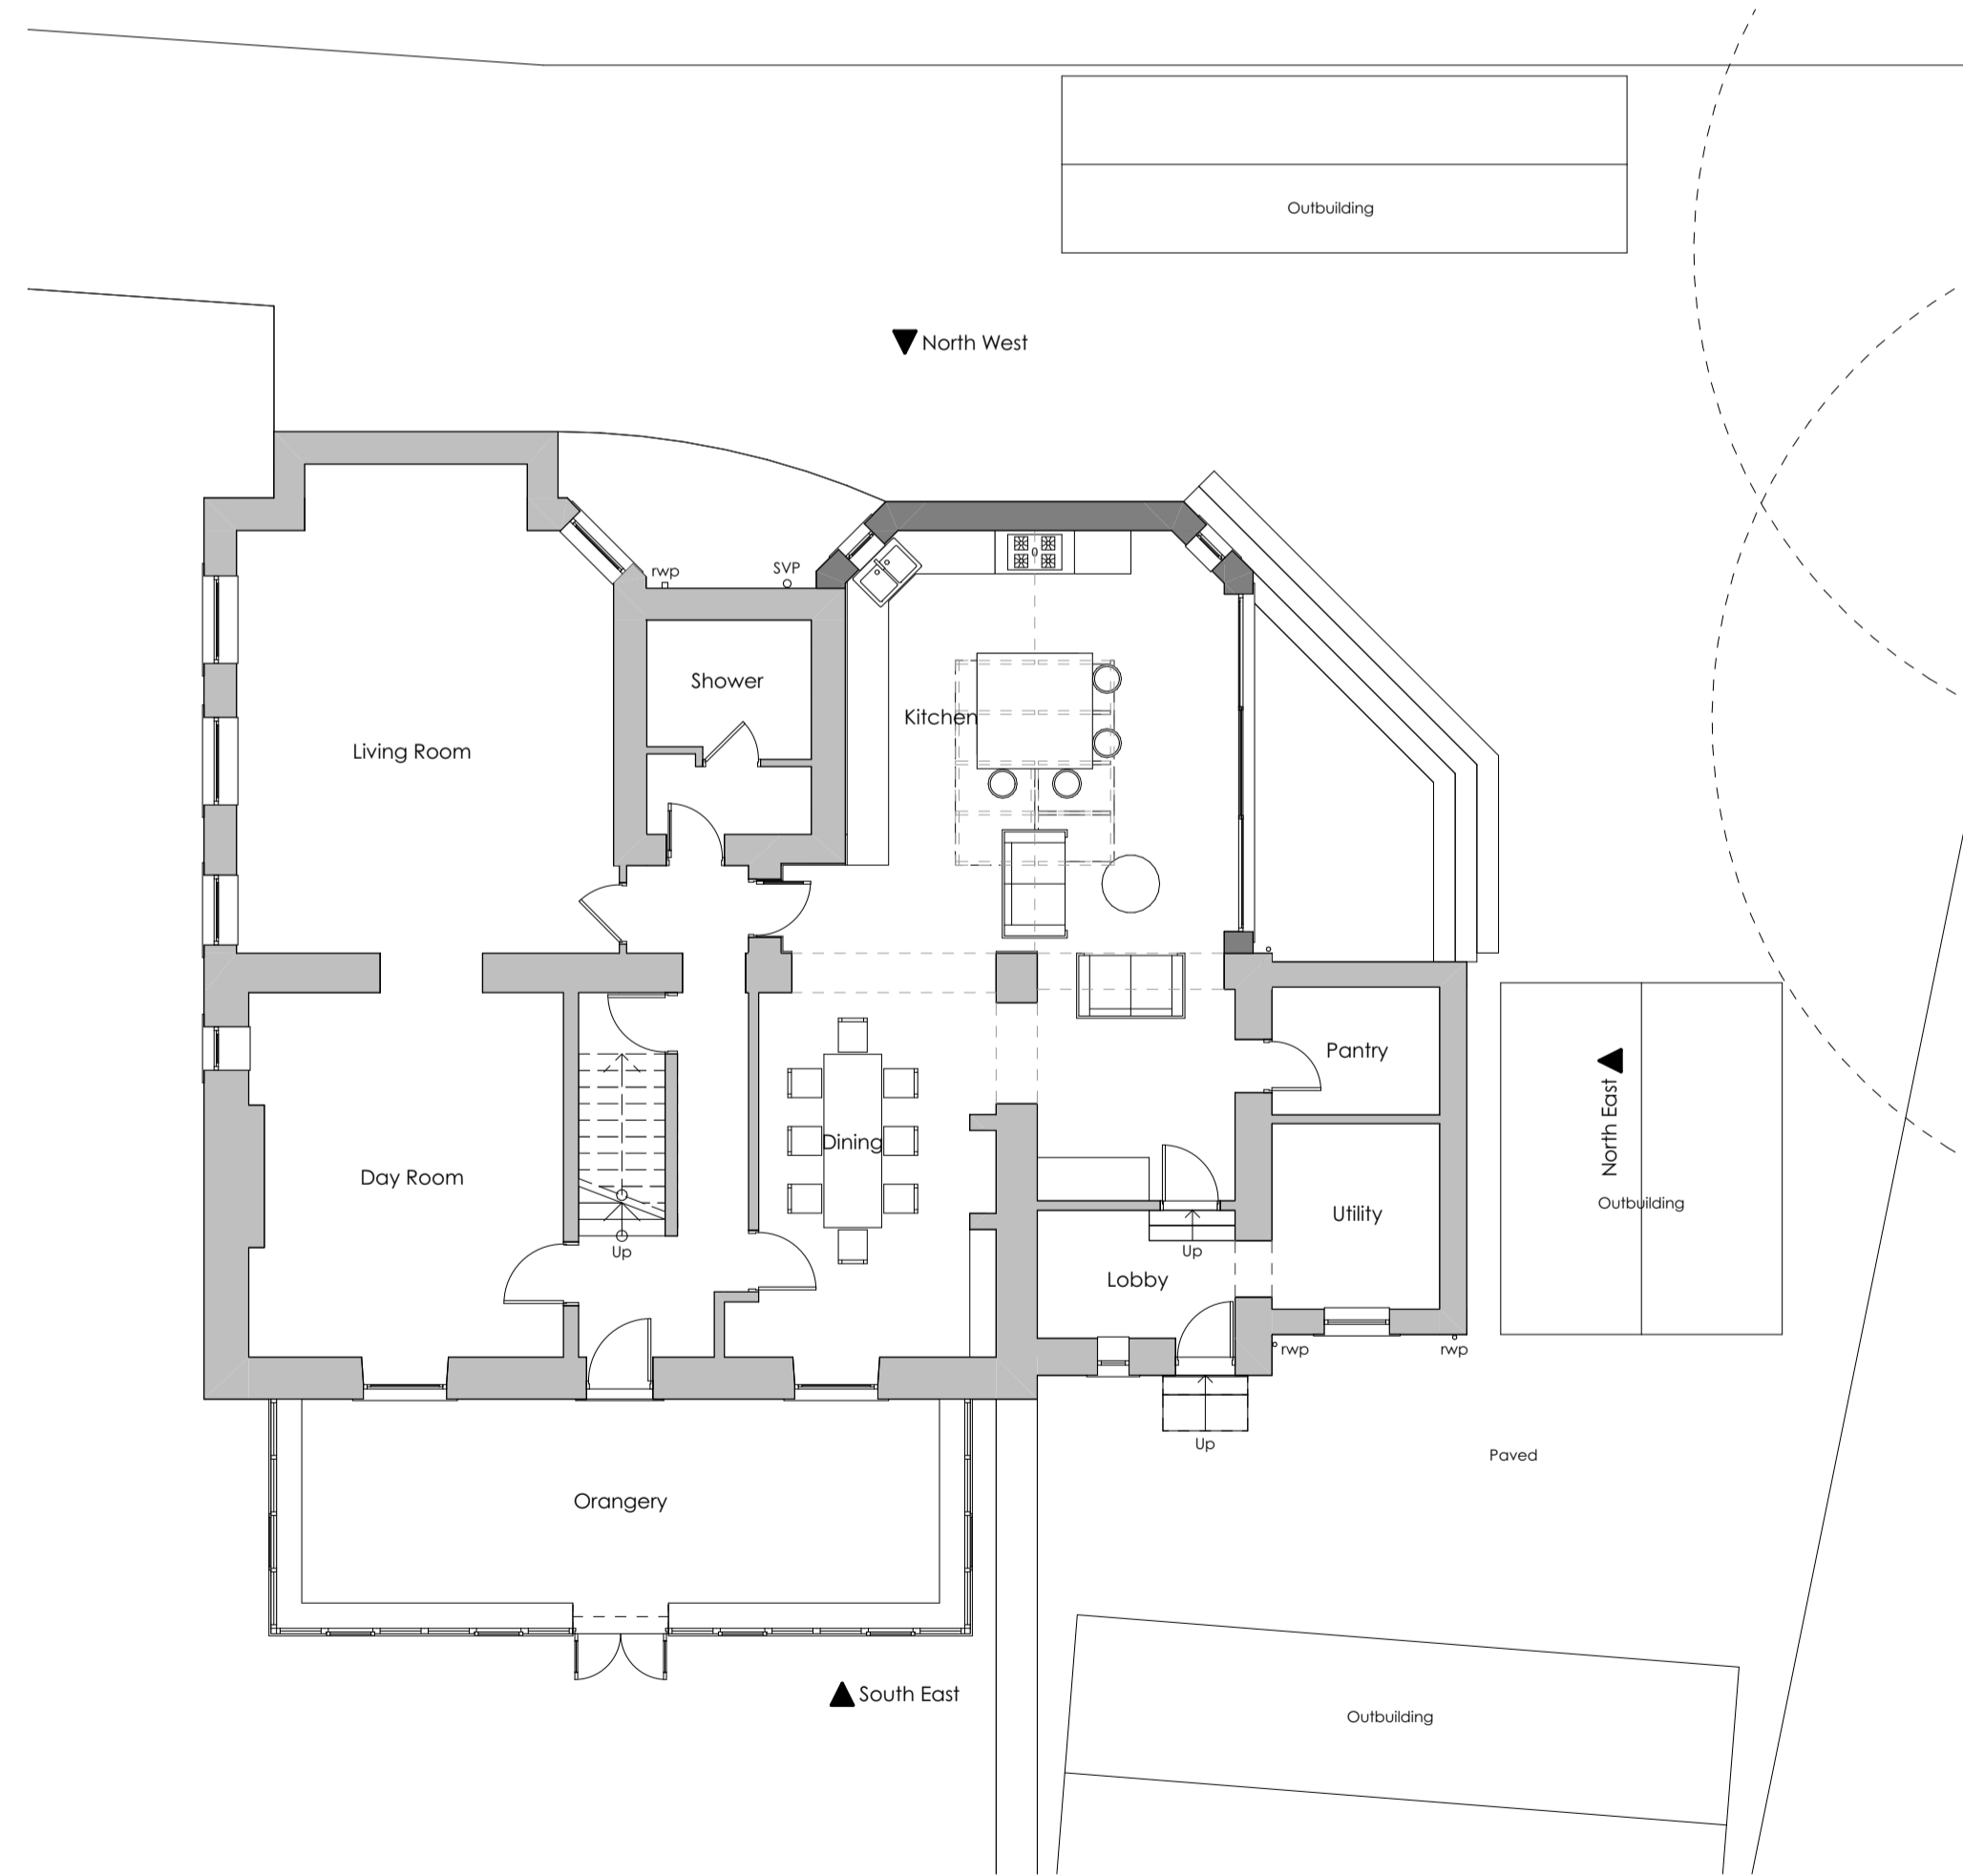 Outbuilding
North West
rwp
SVP
Shower
Kitchen
Living Room
Pantry
North East
Dining
Day Room
Outbuilding
Utility
Up
Up
Lobby
rwp
rwp
Up
Paved
Orangery
South East
Outbuilding